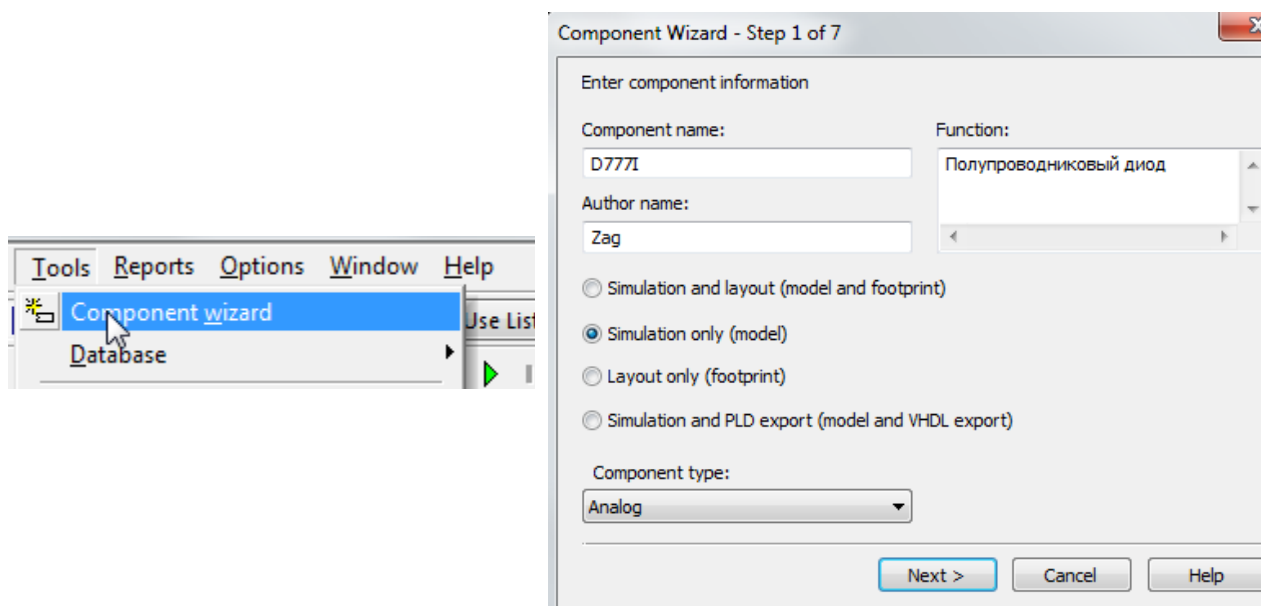 Tools Reports Options Window Help
Component wizard
Use List
Database
Component Wizard - Step 1 of 7
Enter component information
Component name:
Function:
D777I
Полупроводниковый диод
Author name:
Zag
Simulation and layout (model and footprint)
Simulation only (model)
Layout only (footprint)
Simulation and PLD export (model and VHDL export)
Component type:
Analog
Next > Cancel Help